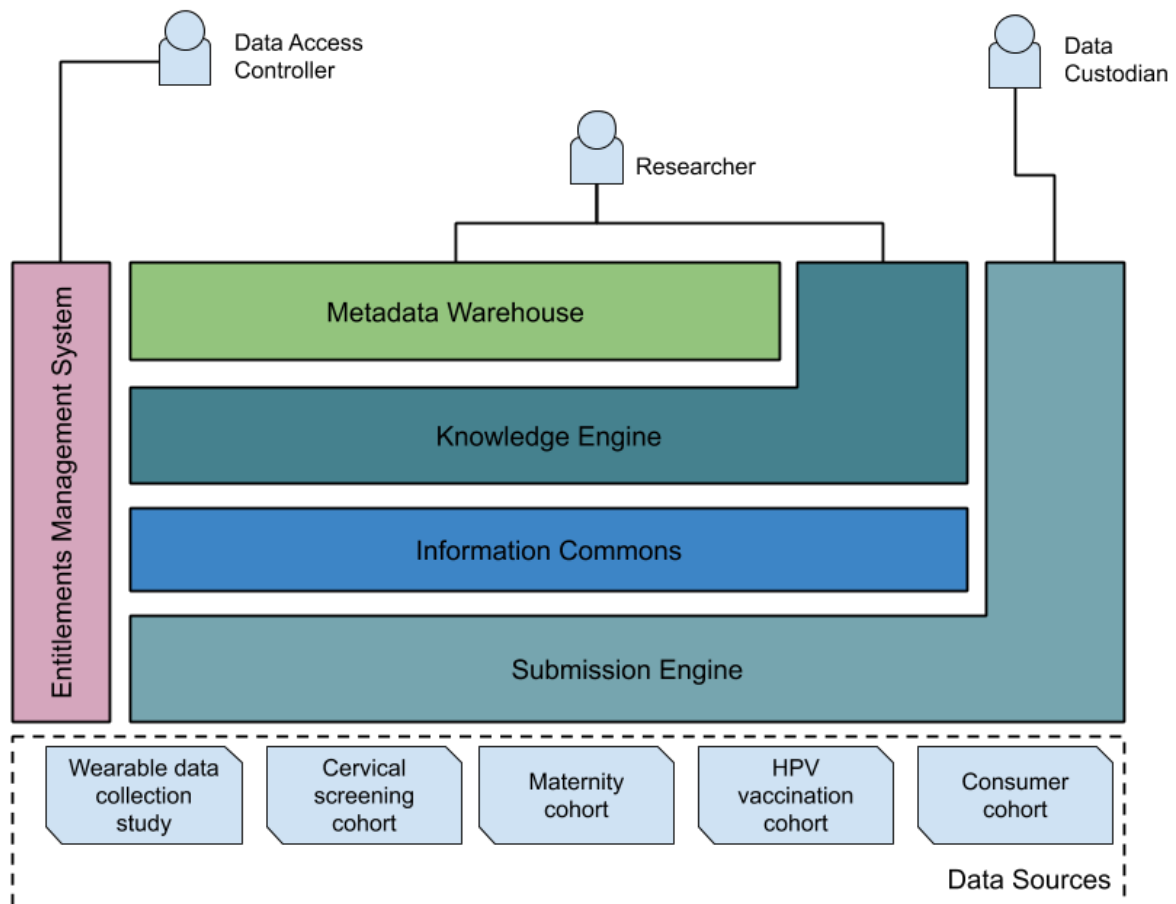 Data Access
Controller
Data
Custodian
Researcher
Entitlements Management System
Metadata Warehouse
Knowledge Engine
Information Commons
Submission Engine
Wearable data
collection
study
Cervical
screening
cohort
Maternity
cohort
HPV
vaccination
cohort
Consumer
cohort
Data Sources